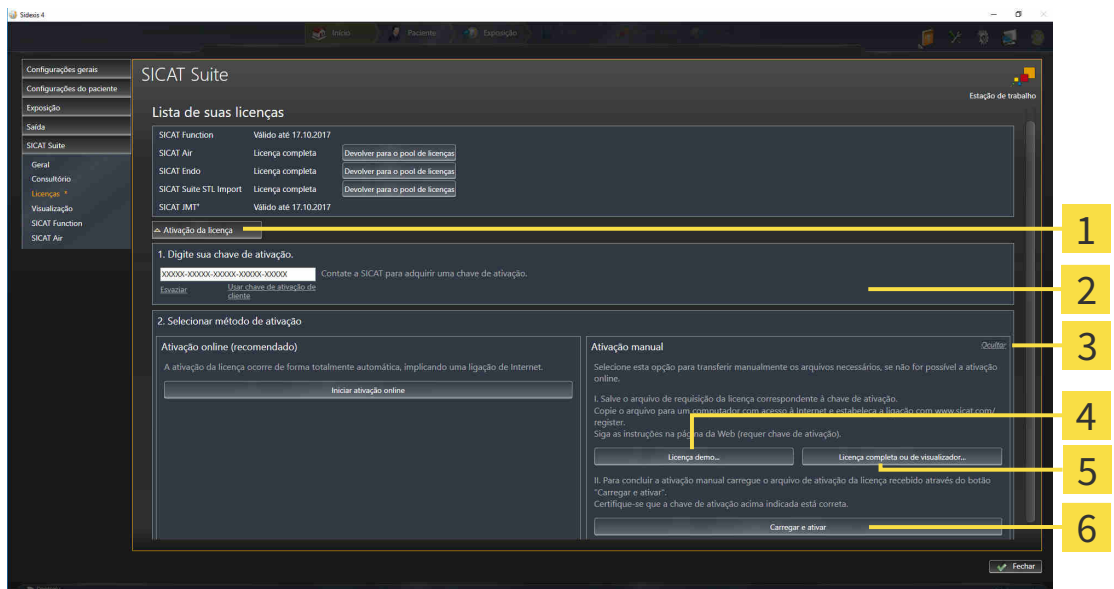 Sidexis 4
Início
Paciente
Exposição
Configurações gerais
Configurações do paciente
Exposição
Saída
SICAT Suite
Geral
Consultório
Licenças *
Visualização
SICAT Function
SICAT Air
SICAT Suite
Estação de trabalho
Lista de suas licenças
SICAT Function Válido até 17.10.2017
SICAT Air Licença completa Devolver para o pool de licenças
SICAT Endo Licença completa Devolver para o pool de licenças
SICAT Suite STL Import Licença completa Devolver para o pool de licenças
SICAT JMT⁺ Válido até 17.10.2017
Ativação da licença
1. Digite sua chave de ativação.
XXXXX-XXXXX-XXXXX-XXXXX-XXXXX Contate a SICAT para adquirir uma chave de ativação.
Esvaziar Usar chave de ativação de
cliente
2. Selecionar método de ativação
Ativação online (recomendado)
A ativação da licença ocorre de forma totalmente automática, implicando uma ligação de Internet.
Iniciar ativação online
Ativação manual Ocultar
Selecione esta opção para transferir manualmente os arquivos necessários, se não for possível a ativação
online.
I. Salve o arquivo de requisição da licença correspondente à chave de ativação.
Copie o arquivo para um computador com acesso à Internet e estabeleca a ligação com www.sicat.com/
register.
Siga as instruções na página da Web (requer chave de ativação).
Licença demo... Licença completa ou de visualizador...
II. Para concluir a ativação manual carregue o arquivo de ativação da licença recebido através do botão
"Carregar e ativar".
Certifique-se que a chave de ativação acima indicada está correta.
Carregar e ativar
Fechar
1
2
3
4
5
6